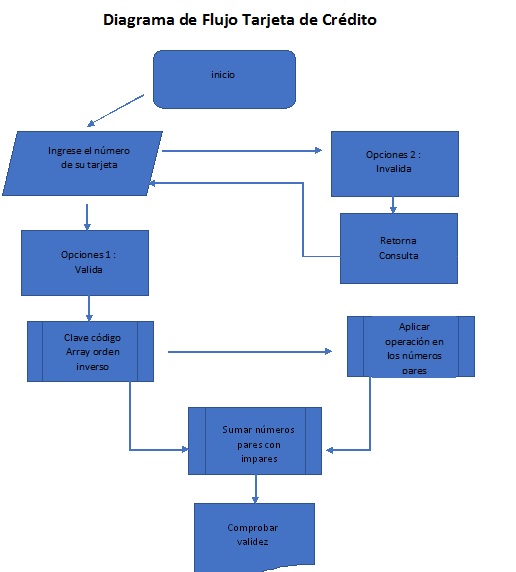 Diagrama de Flujo Tarjeta de Crédito
inicio
Ingrese el número
de su tarjeta
Opciones 2 :
Invalida
Retorna
Consulta
Opciones 1 :
Valida
Clave código
Array orden
inverso
Aplicar
operación en
los números
pares
Sumar números
pares con
impares
Comprobar
validez